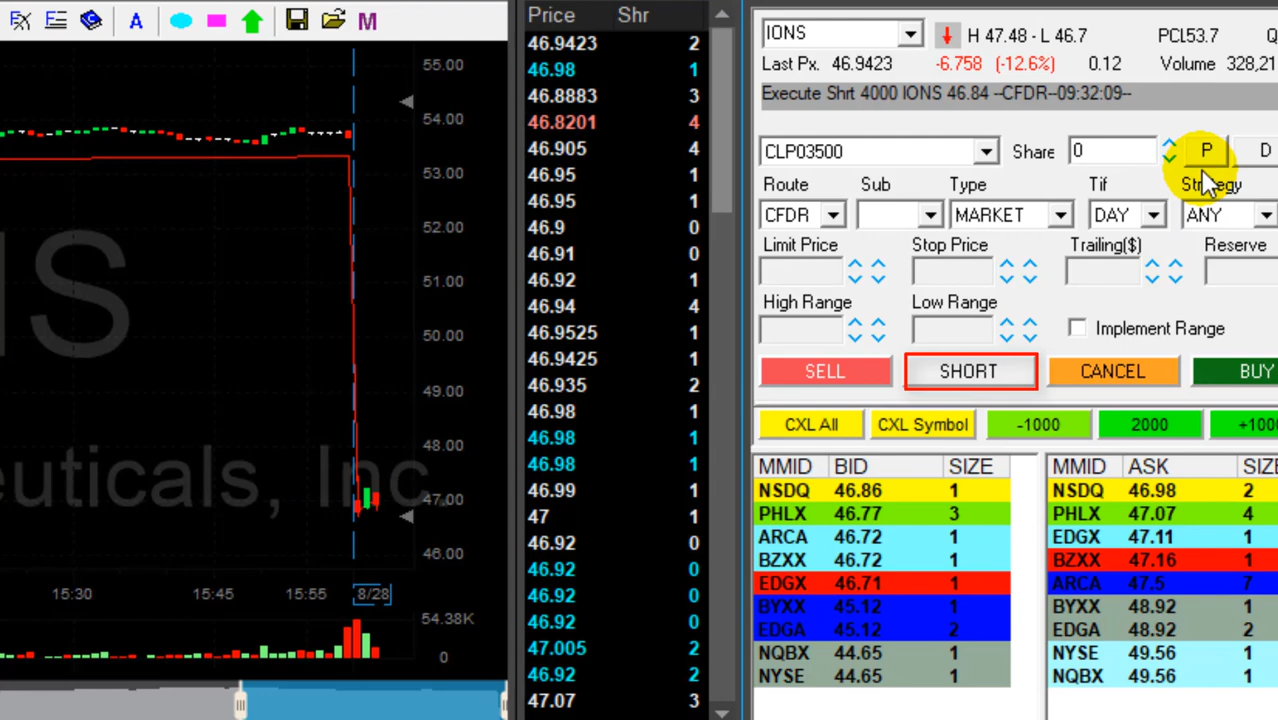 A M
55.00
54.00
53.00
52.00
51.00
50.00
49.00
48.00
47.00
46.00
NS
euticals, Inc
15:30 15:45 15:55 8/28
54.38K
0
Price Shr
46.9423 2
46.98 1
46.8883 3
46.8201 4
46.905 4
46.95 1
46.95 1
46.9 0
46.91 0
46.92 1
46.94 4
46.9525 1
46.9425 1
46.935 2
46.98 1
46.98 1
46.98 1
46.99 1
47 1
46.92 0
46.92 0
46.92 0
46.92 0
47.005 2
46.92 2
47.07 3
IONS H 47.48 - L 46.7 PCL53.7 Q
Last Px. 46.9423 -6.758 (-12.6%) 0.12 Volume 328,21
Execute Shrt 4000 IONS 46.84 --CFDR--09:32:09--
CLP03500 Share 0 P D
Route Sub Type Tif Strategy
CFDR MARKET DAY ANY
Limit Price Stop Price Trailing($) Reserve
High Range Low Range
Implement Range
SELL SHORT CANCEL BUY
CXL All CXL Symbol -1000 2000 +1000
MMID BID SIZE MMID ASK SIZE
NSDQ 46.86 1 NSDQ 46.98 2
PHLX 46.77 3 PHLX 47.07 4
ARCA 46.72 1 EDGX 47.11 1
BZXX 46.72 1 BZXX 47.16 1
EDGX 46.71 1 ARCA 47.5 7
BYXX 45.12 1 BYXX 48.92 1
EDGA 45.12 2 EDGA 48.92 2
NQBX 44.65 1 NYSE 49.56 1
NYSE 44.65 1 NQBX 49.56 1